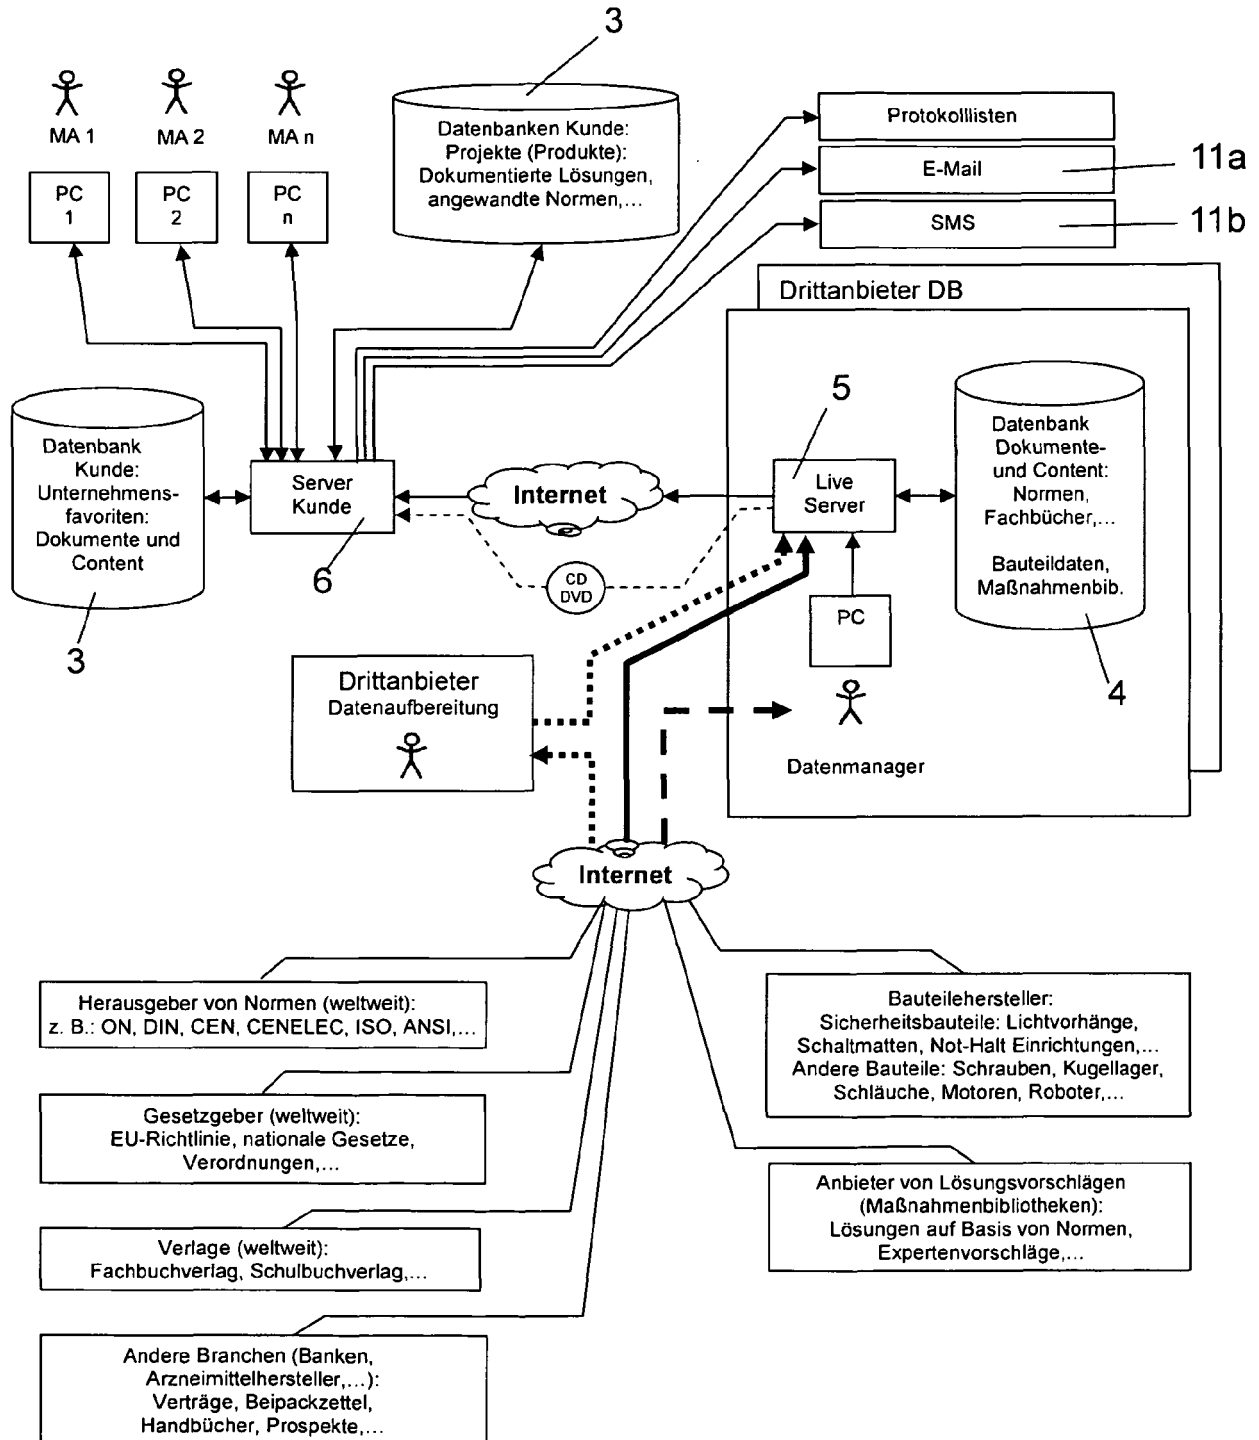 3
MA 1
MA 2
MA n
PC
1
PC
2
PC
n
Datenbanken Kunde:
Projekte (Produkte):
Dokumentierte Lösungen,
angewandte Normen,...
Protokolllisten
E-Mail
11a
SMS
11b
Drittanbieter DB
Datenbank
Kunde:
Unternehmens-
favoriten:
Dokumente und
Content
3
Server
Kunde
6
Internet
CD
DVD
5
Live
Server
Datenbank
Dokumente-
und Content:
Normen,
Fachbücher,...
Bauteildaten,
Maßnahmenbib.
4
PC
Datenmanager
Drittanbieter
Datenaufbereitung
Internet
Herausgeber von Normen (weltweit):
z. B.: ON, DIN, CEN, CENELEC, ISO, ANSI,...
Gesetzgeber (weltweit):
EU-Richtlinie, nationale Gesetze,
Verordnungen,...
Verlage (weltweit):
Fachbuchverlag, Schulbuchverlag,...
Andere Branchen (Banken,
Arzneimittelhersteller,...):
Verträge, Beipackzettel,
Handbücher, Prospekte,...
Bauteilehersteller:
Sicherheitsbauteile: Lichtvorhänge,
Schaltmatten, Not-Halt Einrichtungen,...
Andere Bauteile: Schrauben, Kugellager,
Schläuche, Motoren, Roboter,...
Anbieter von Lösungsvorschlägen
(Maßnahmenbibliotheken):
Lösungen auf Basis von Normen,
Expertenvorschläge,...